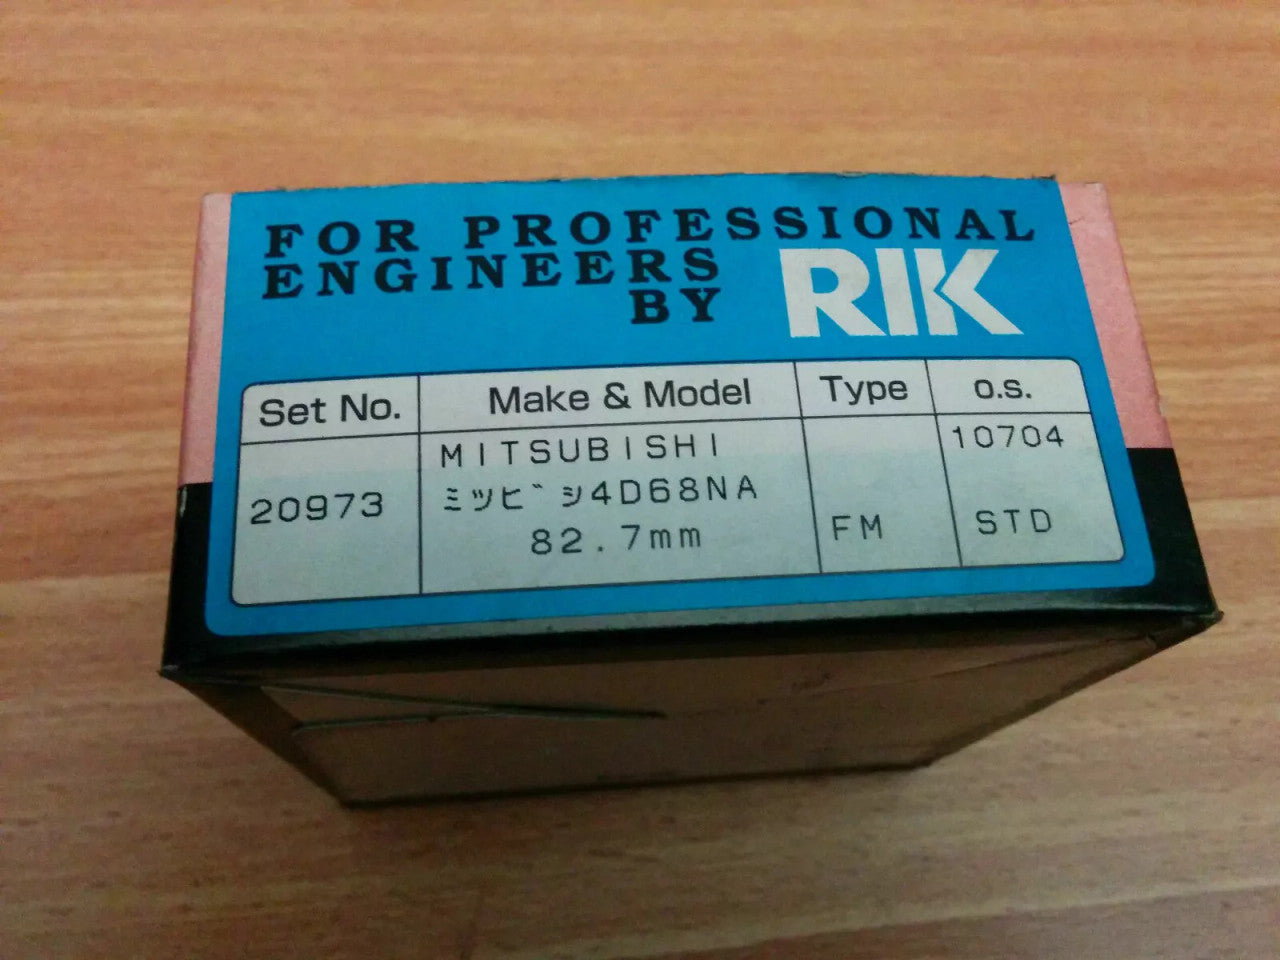 FOR PROFESSIONAL
ENGINEERS
BY RIK
Set No. Make & Model Type o.s.
MITSUBISHI 10704
20973 ミツビシ4D68NA
82.7mm FM STD